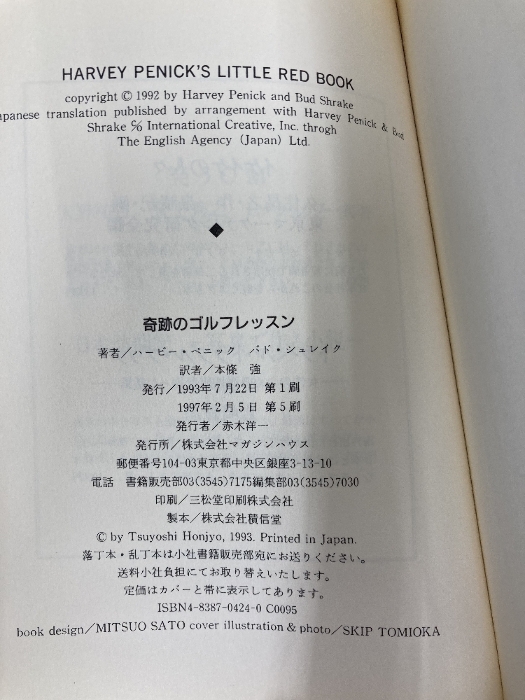 HARVEY PENICK'S LITTLE RED BOOK
copyright © 1992 by Harvey Penick and Bud Shrake
apanese translation published by arrangement with Harvey Penick & Bud
Shrake ℅ International Creative, Inc. throgh
The English Agency (Japan) Ltd.
◆
奇跡のゴルフレッスン
著者／ハービー・ペニック　バド・シュレイク
訳者／本條　強
発行／1993年7月22日 第1刷
1997年2月5日 第5刷
発行者／赤木洋一
発行所／株式会社マガジンハウス
郵便番号104-03東京都中央区銀座3-13-10
電話　書籍販売部03(3545)7175編集部03(3545)7030
印刷／三松堂印刷株式会社
製本／株式会社積信堂
© by Tsuyoshi Honjyo, 1993. Printed in Japan.
落丁本・乱丁本は小社書籍販売部宛にお送りください。
送料小社負担にてお取り替えいたします。
定価はカバーと帯に表示してあります。
ISBN4-8387-0424-0 C0095
book design／MITSUO SATO cover illustration & photo／SKIP TOMIOKA